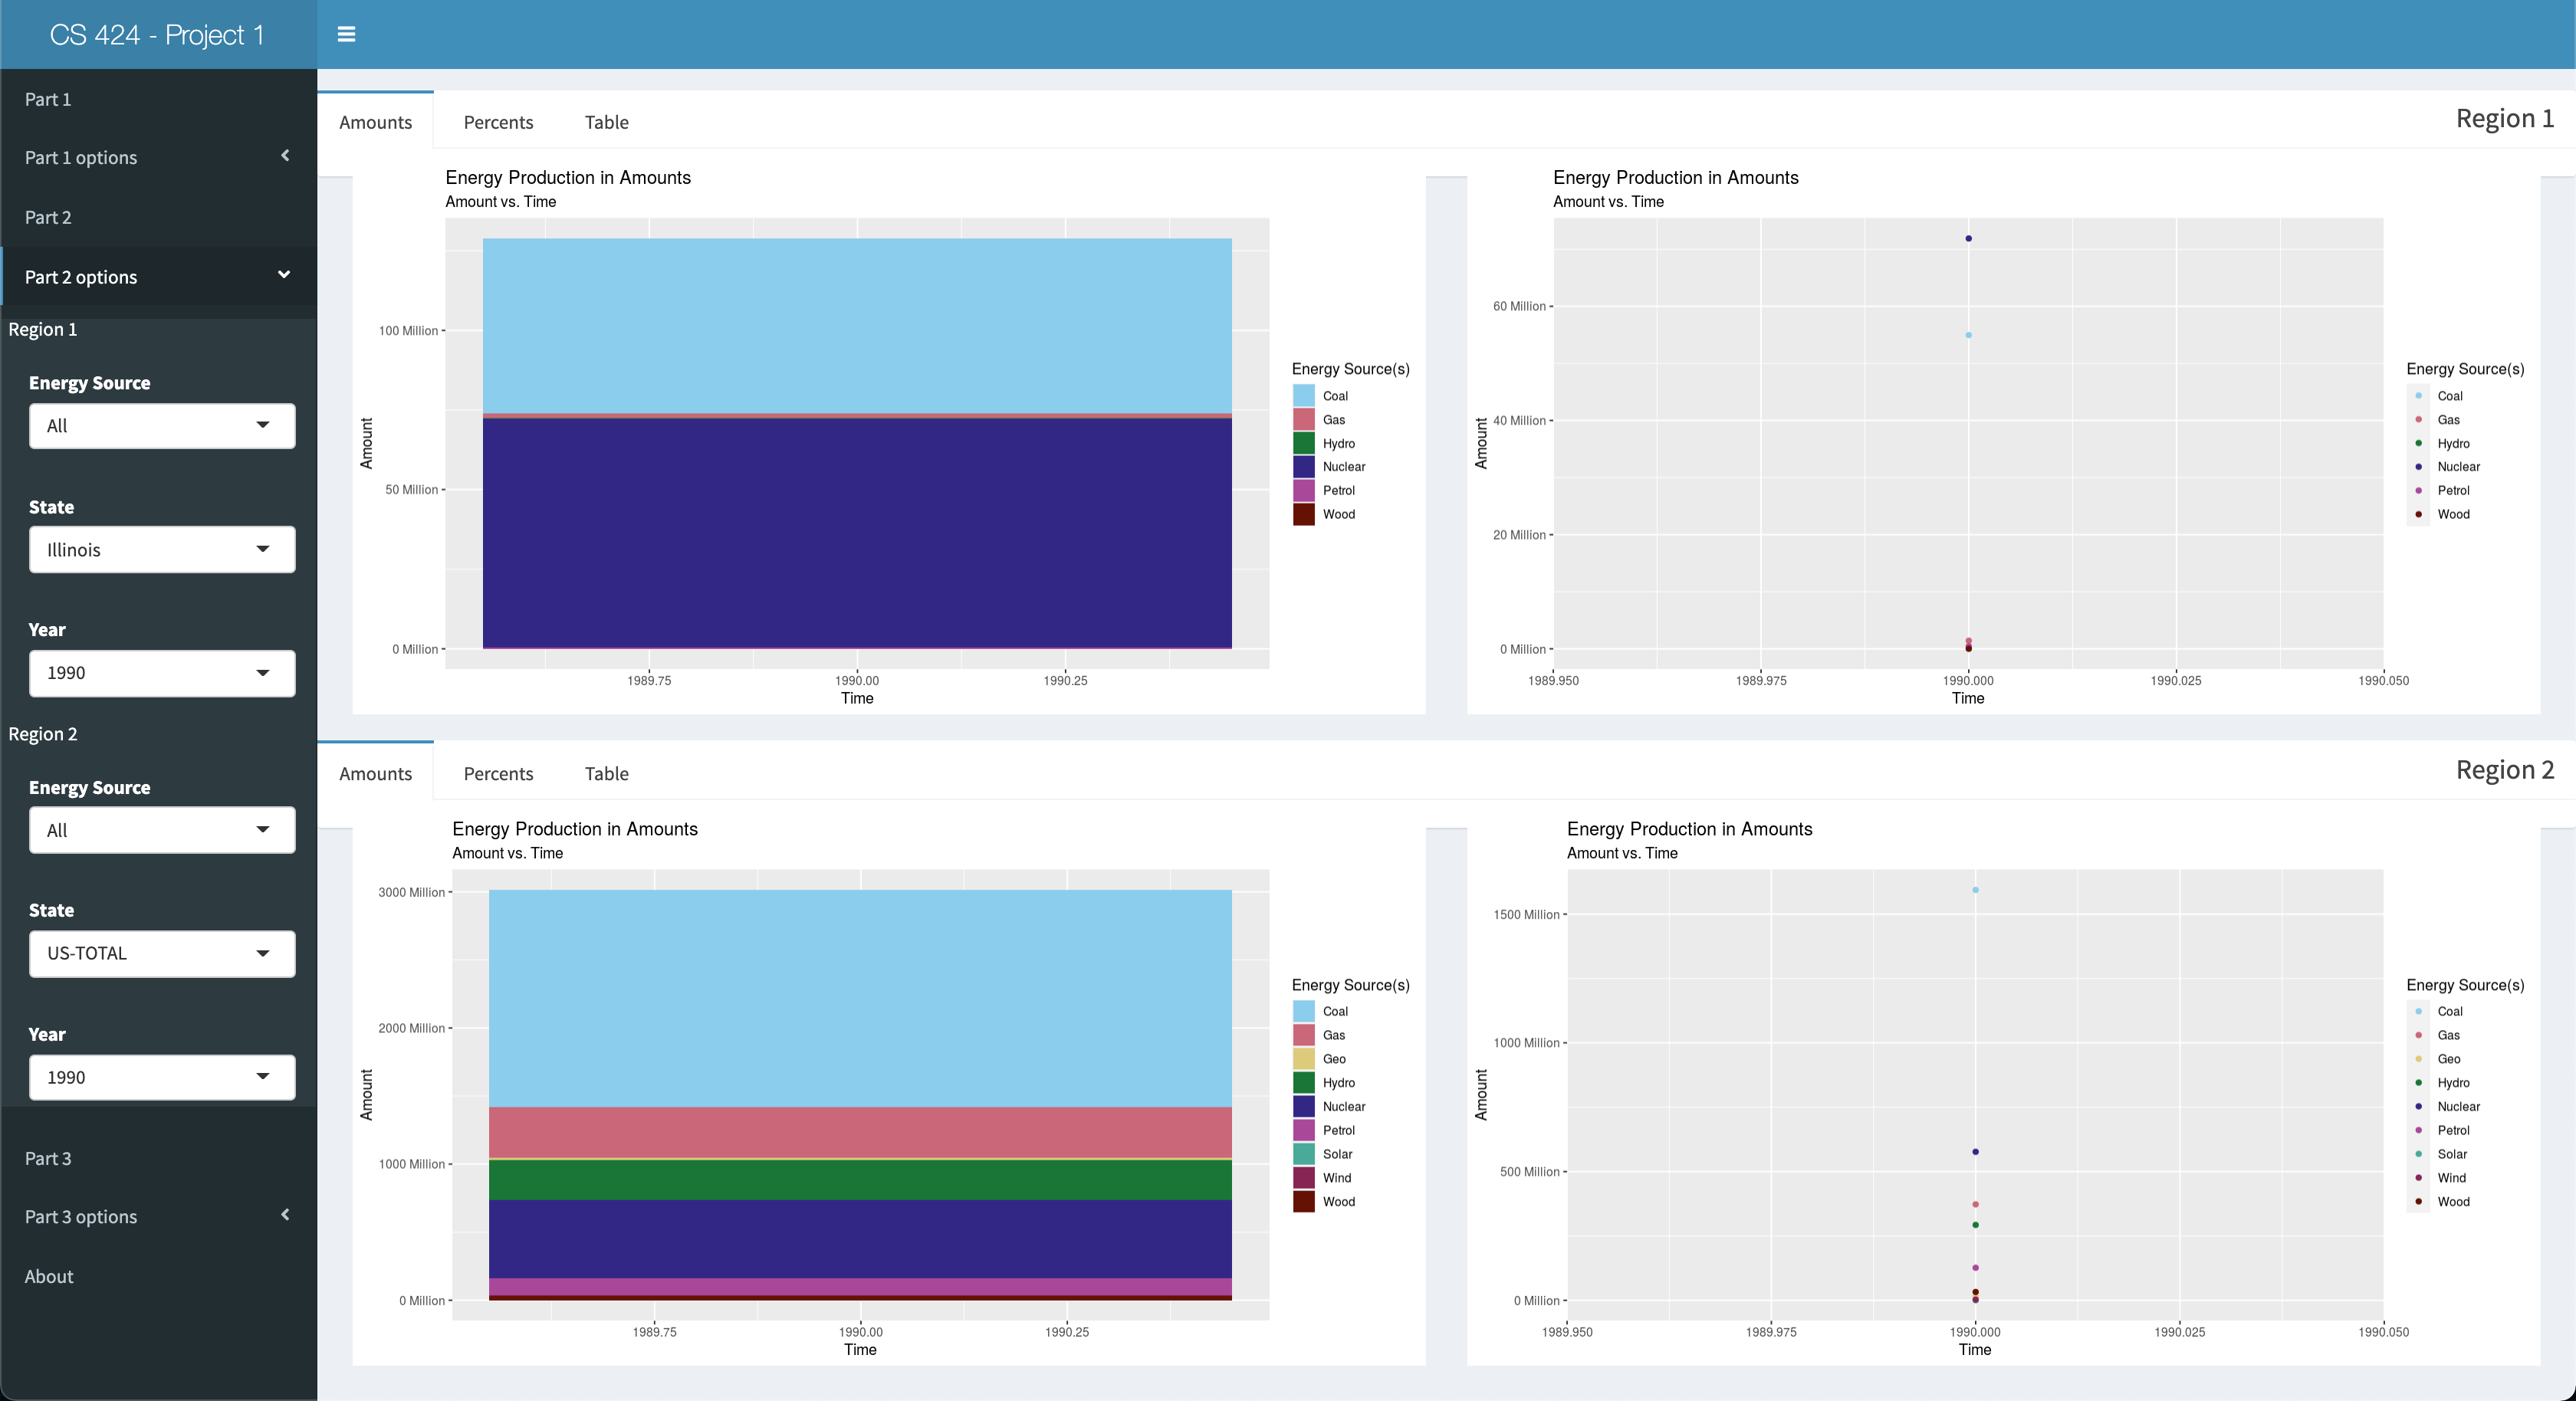 CS 424 - Project 1
Part 1
Part 1 options
Part 2
Part 2 options
Region 1
Energy Source
All
State
Illinois
Year
1990
Region 2
Energy Source
All
State
US-TOTAL
Year
1990
Part 3
Part 3 options
About
Amounts Percents Table Region 1
Energy Production in Amounts
Amount vs. Time
100 Million
50 Million
0 Million
Amount
1989.75 1990.00 1990.25
Time
Energy Source(s)
Coal
Gas
Hydro
Nuclear
Petrol
Wood
Energy Production in Amounts
Amount vs. Time
60 Million
40 Million
20 Million
0 Million
Amount
1989.950 1989.975 1990.000 1990.025 1990.050
Time
Energy Source(s)
Coal
Gas
Hydro
Nuclear
Petrol
Wood
Amounts Percents Table Region 2
Energy Production in Amounts
Amount vs. Time
3000 Million
2000 Million
1000 Million
0 Million
Amount
1989.75 1990.00 1990.25
Time
Energy Source(s)
Coal
Gas
Geo
Hydro
Nuclear
Petrol
Solar
Wind
Wood
Energy Production in Amounts
Amount vs. Time
1500 Million
1000 Million
500 Million
0 Million
Amount
1989.950 1989.975 1990.000 1990.025 1990.050
Time
Energy Source(s)
Coal
Gas
Geo
Hydro
Nuclear
Petrol
Solar
Wind
Wood